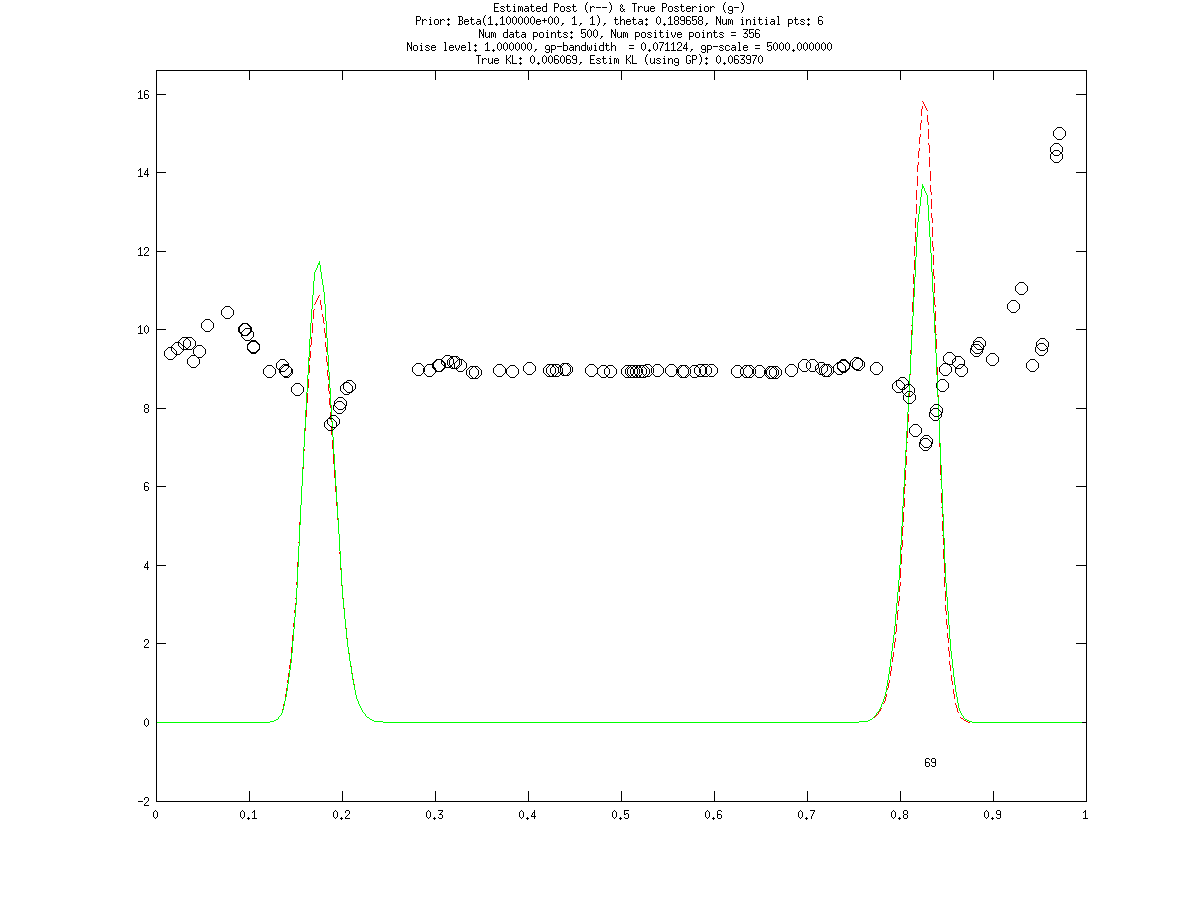 Estimated Post (r--) & True Posterior (g-)
Prior: Beta(1.100000e+00, 1, 1), theta: 0.189658, Num initial pts: 6
Num data points: 500, Num positive points = 356
Noise level: 1.000000, gp-bandwidth  = 0.071124, gp-scale = 5000.000000
True KL: 0.006069, Estim KL (using GP): 0.063970
16
14
12
10
8
6
4
2
0
69
-2
0 0.1 0.2 0.3 0.4 0.5 0.6 0.7 0.8 0.9 1